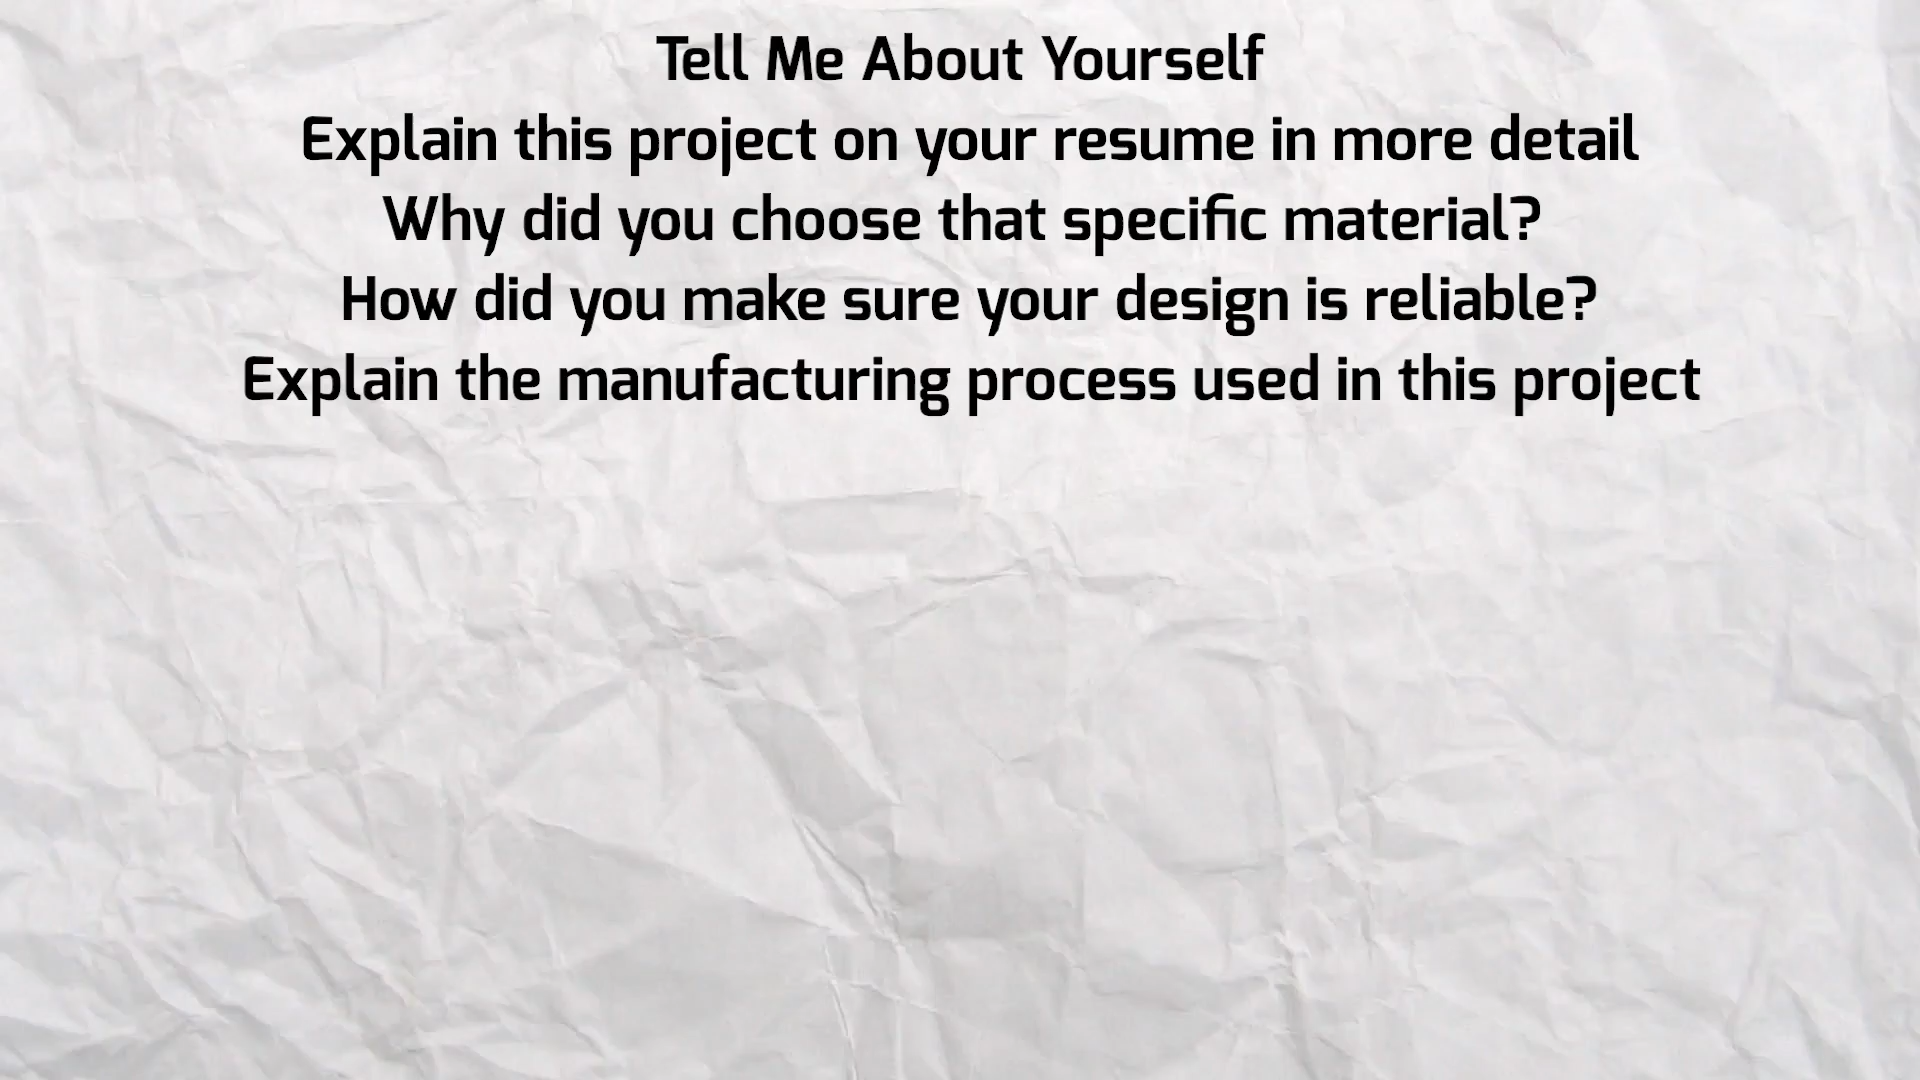 Tell Me About Yourself
Explain this project on your resume in more detail
Why did you choose that specific material?
How did you make sure your design is reliable?
Explain the manufacturing process used in this project